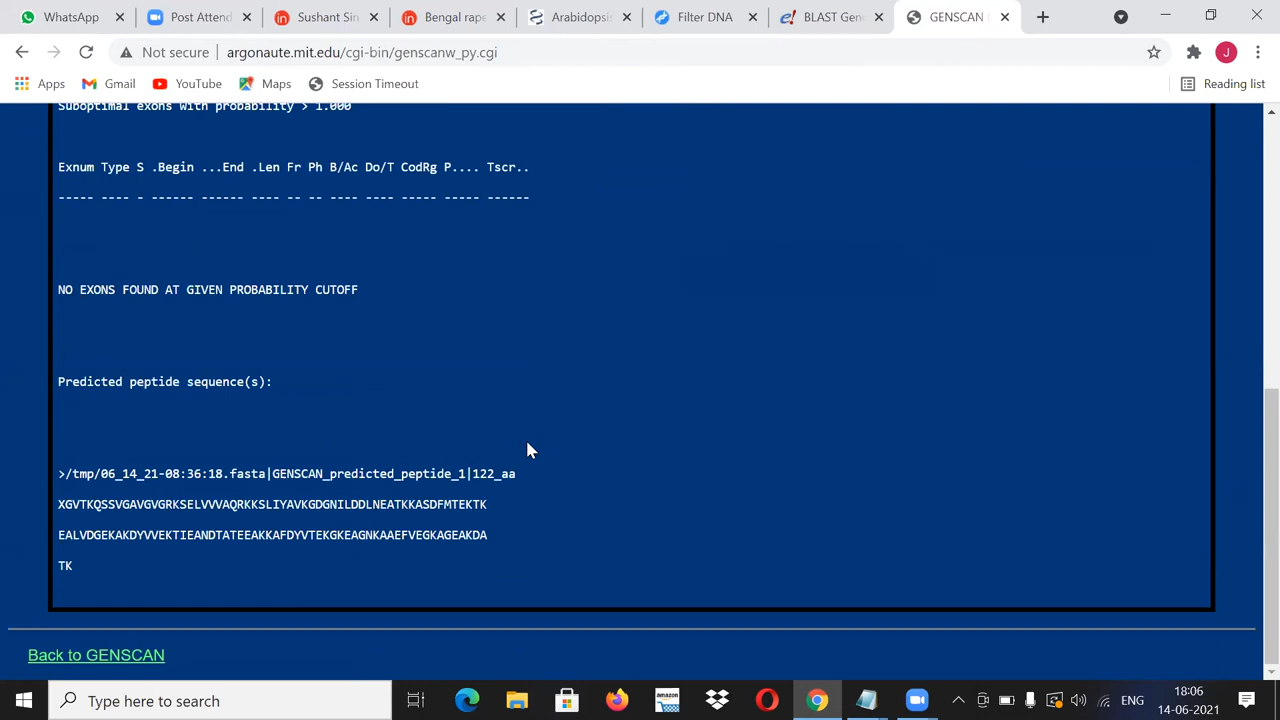 WhatsApp
Post Attend
Sushant Sin
Bengal rape
Arabidopsis
Filter DNA
BLAST Gen
GENSCAN
Not secure
argonaute.mit.edu/cgi-bin/genscanw_py.cgi
J
Apps
Gmail
YouTube
Maps
Session Timeout
Reading list
Suboptimal exons with probability > 1.000
Exnum Type S .Begin ...End .Len Fr Ph B/Ac Do/T CodRg P.... Tscr..
----- ---- - ------ ------ ---- -- -- ---- ---- ----- ----- ------
NO EXONS FOUND AT GIVEN PROBABILITY CUTOFF
Predicted peptide sequence(s):
>/tmp/06_14_21-08:36:18.fasta|GENSCAN_predicted_peptide_1|122_aa
XGVTKQSSVGAVGVGRKSELVVVAQRKKSLIYAVKGDGNILDDLNEATKKASDFMTEKTK
EALVDGEKAKDYVVEKTIEANDTATEEAKKAFDYVTEKGKEAGNKAAEFVEGKAGEAKDA
TK
Back to GENSCAN
Type here to search
amazon
ENG
18:06
14-06-2021